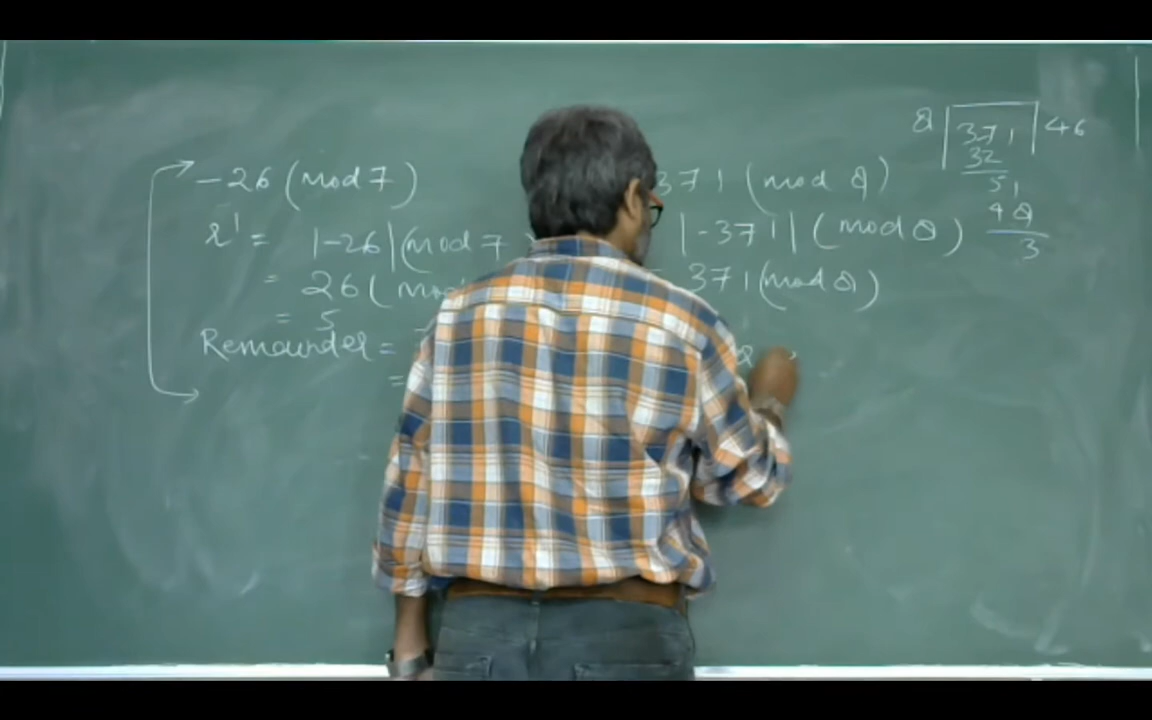 -26 (mod 7)
r' = |-26| (mod 7
= 26 (
= 5
Remainder =
=
371 (mod 8)
|-371| (mod 8)
= 371 (mod 8)
8
8 | 371 | 46
32
51
48
3